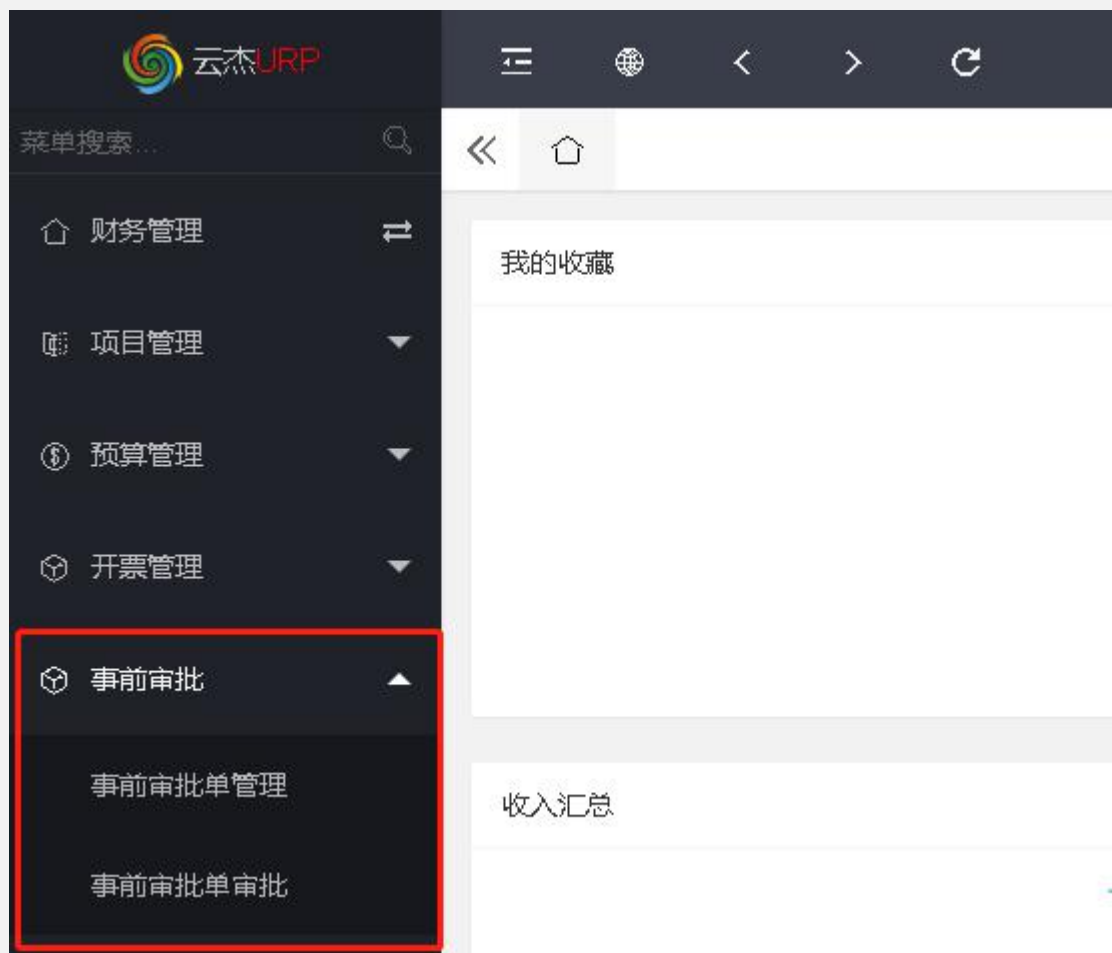 云杰URP
菜单搜索...
财务管理
项目管理
预算管理
开票管理
事前审批
事前审批单管理
事前审批单审批
我的收藏
收入汇总